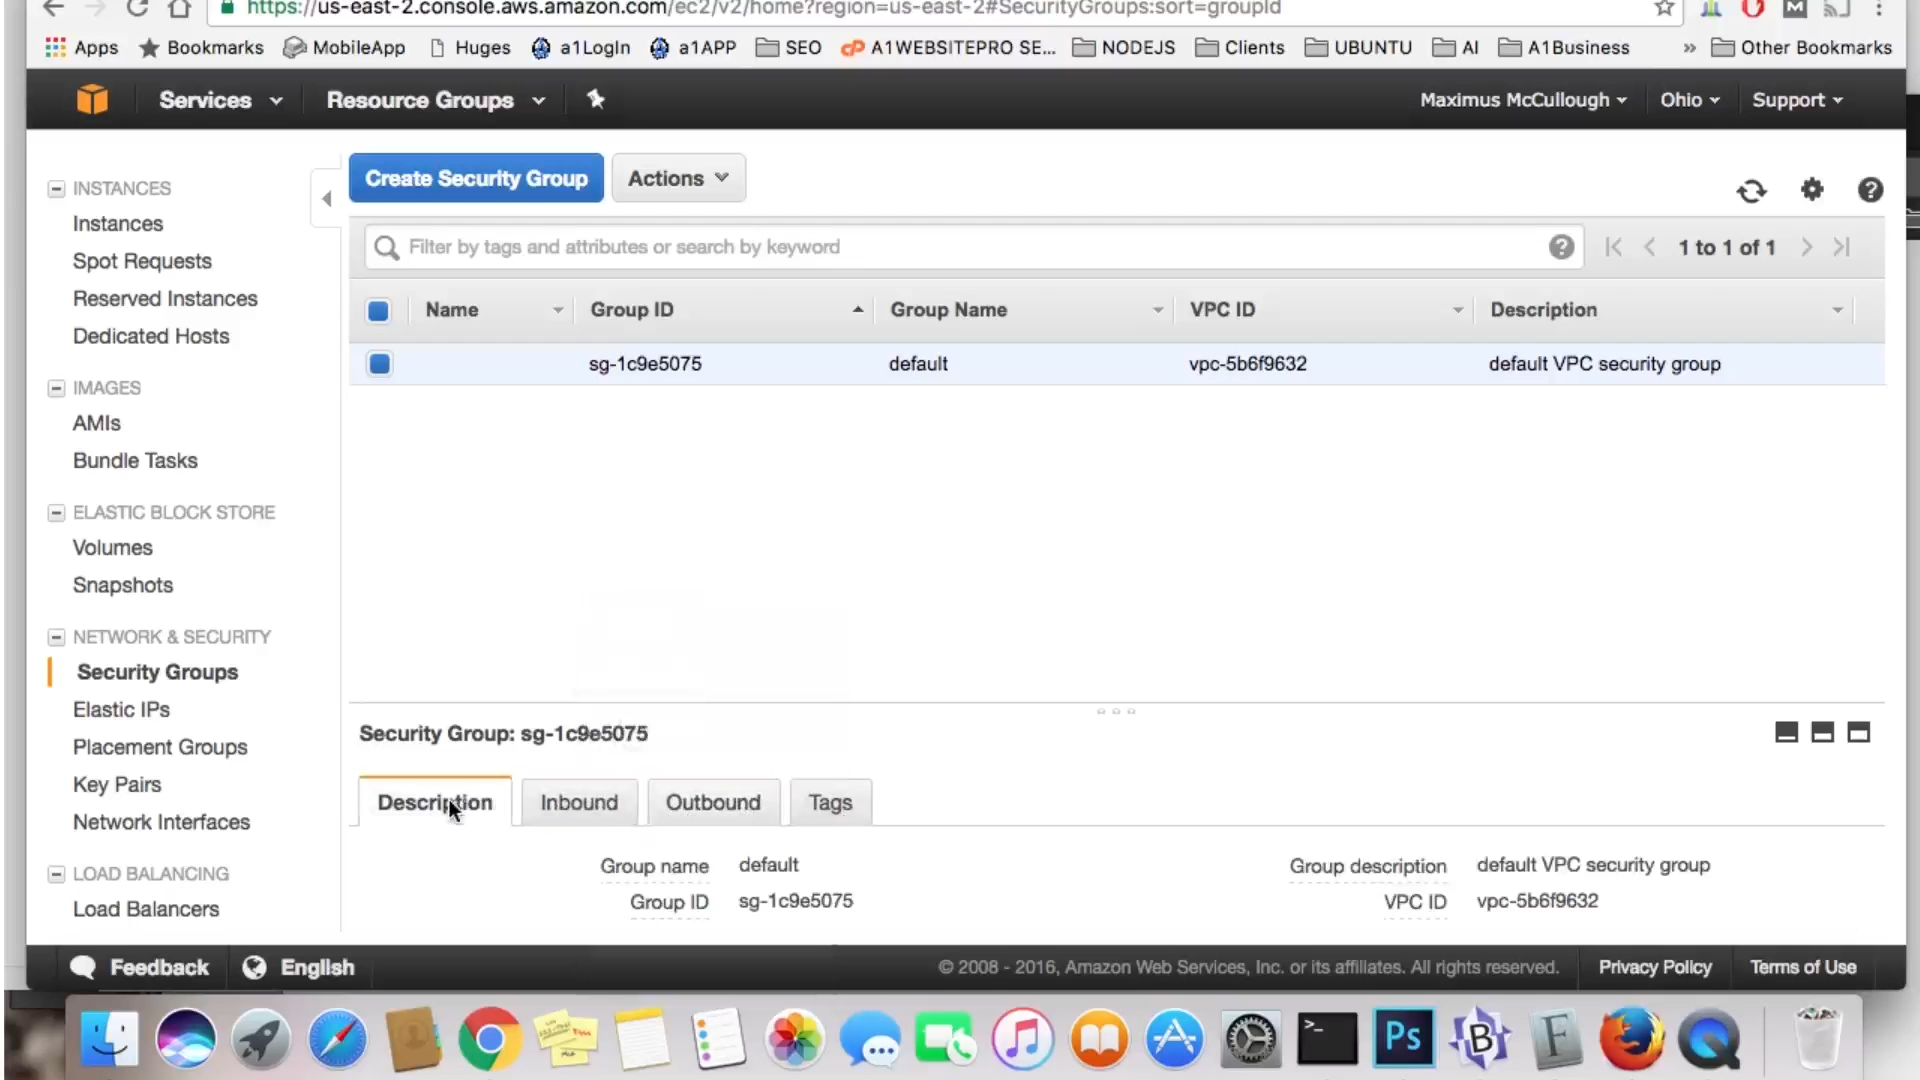 https://us-east-2.console.aws.amazon.com/ec2/v2/home?region=us-east-2#SecurityGroups:sort=groupId
Apps Bookmarks MobileApp Huges a1LogIn a1APP SEO A1WEBSITEPRO SE... NODEJS Clients UBUNTU AI A1Business » Other Bookmarks
Services Resource Groups Maximus McCullough Ohio Support
INSTANCES
Instances
Spot Requests
Reserved Instances
Dedicated Hosts
IMAGES
AMIs
Bundle Tasks
ELASTIC BLOCK STORE
Volumes
Snapshots
NETWORK & SECURITY
Security Groups
Elastic IPs
Placement Groups
Key Pairs
Network Interfaces
LOAD BALANCING
Load Balancers
Create Security Group Actions
Filter by tags and attributes or search by keyword
1 to 1 of 1
Name Group ID Group Name VPC ID Description
sg-1c9e5075 default vpc-5b6f9632 default VPC security group
Security Group: sg-1c9e5075
Description Inbound Outbound Tags
Group name default Group description default VPC security group
Group ID sg-1c9e5075 VPC ID vpc-5b6f9632
Feedback English © 2008 - 2016, Amazon Web Services, Inc. or its affiliates. All rights reserved. Privacy Policy Terms of Use
Ps